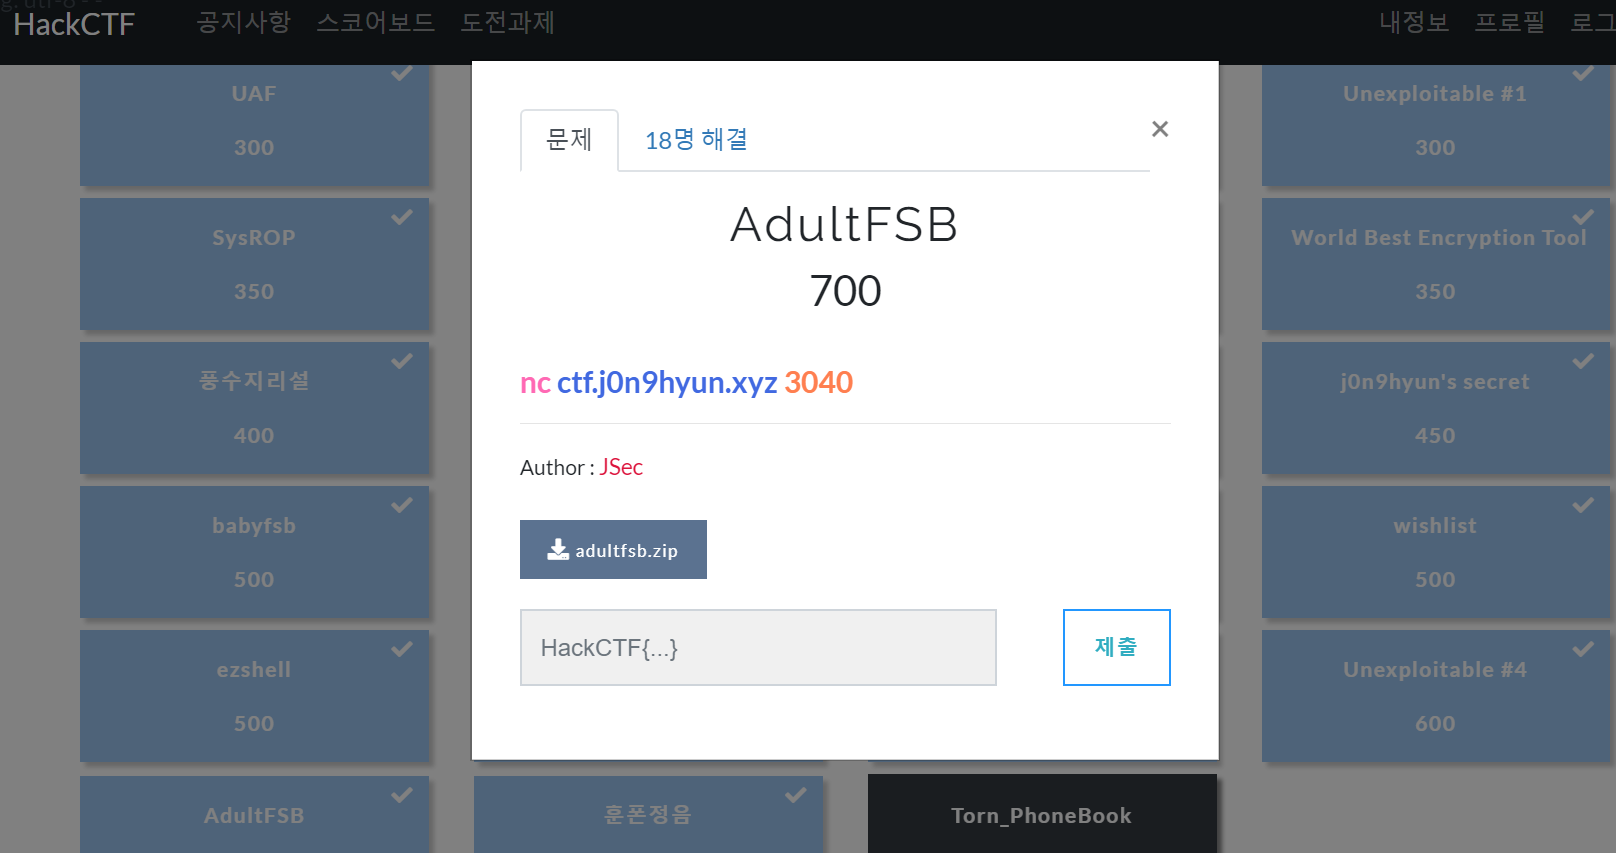 HackCTF 공지사항 스코어보드 도전과제 내정보 프로필 로그
UAF
300
Unexploitable #1
300
SysROP
350
World Best Encryption Tool
350
풍수지리설
400
j0n9hyun's secret
450
babyfsb
500
wishlist
500
ezshell
500
Unexploitable #4
600
AdultFSB
훈폰정음
Torn_PhoneBook
문제 18명 해결 ×
AdultFSB
700
nc ctf.j0n9hyun.xyz 3040
Author : JSec
adultfsb.zip
HackCTF{...} 제출